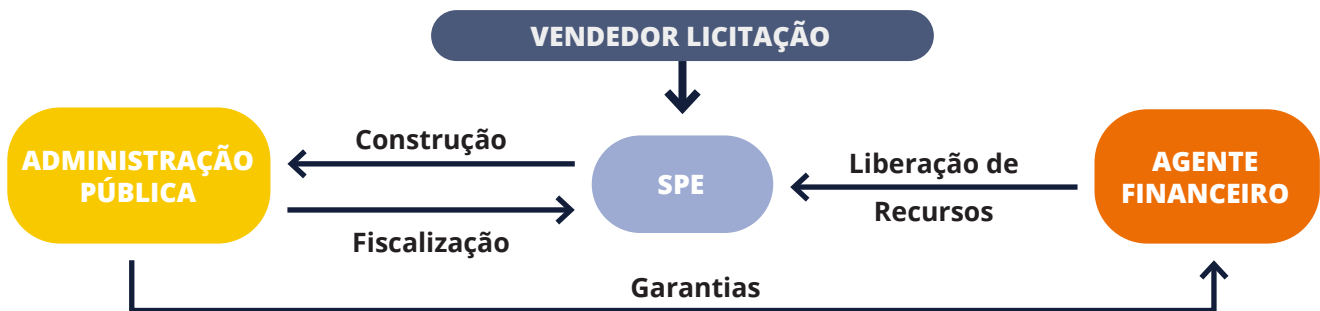 VENDEDOR LICITAÇÃO
Construção
ADMINISTRAÇÃO
PÚBLICA
Fiscalização
SPE
Liberação de
Recursos
AGENTE
FINANCEIRO
Garantias